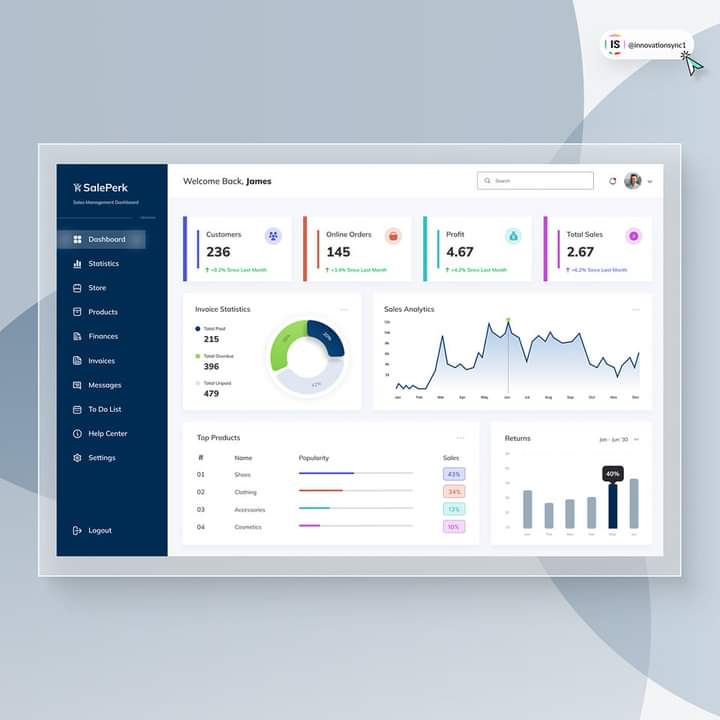 IS
@innovationsync1
SalePerk
Sales Management Dashboard
Welcome Back, James
Search
Dashboard
Statistics
Store
Products
Finances
Invoices
Messages
To Do List
Help Center
Settings
Logout
Customers
236
+8.2% Since Last Month
Online Orders
145
+3.4% Since Last Month
Profit
4.67
+4.2% Since Last Month
Total Sales
2.67
+6.2% Since Last Month
Invoice Statistics
Total Paid
215
Total Overdue
396
Total Unpaid
479
Sales Analytics
12k
10k
8k
6k
4k
2k
Jan Feb Mar Apr May Jun Jul Aug Sep Oct Nov Dec
Top Products
# Name Popularity Sales
01 Shoes 43%
02 Clothing 34%
03 Accessories 13%
04 Cosmetics 10%
Returns
Jan - Jun '30
40%
Jan Feb Mar Apr May Jun